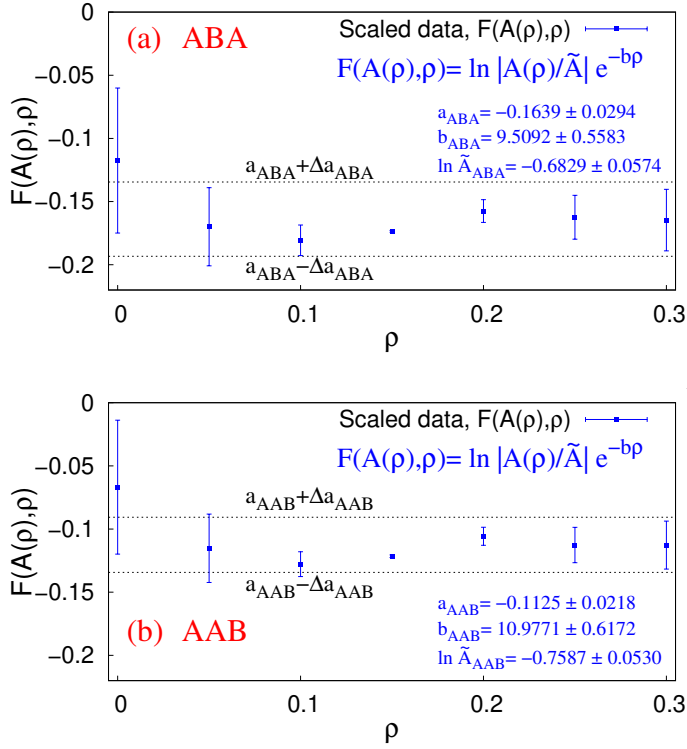 0
(a) ABA
Scaled data, F(A(ρ),ρ)
F(A(ρ),ρ)= ln |A(ρ)/Ã| e^−bρ
−0.05
a_ABA= −0.1639 ± 0.0294
−0.1
b_ABA= 9.5092 ± 0.5583
a_ABA+Δa_ABA
ln Ã_ABA= −0.6829 ± 0.0574
F(A(ρ),ρ)
−0.15
−0.2
a_ABA−Δa_ABA
0 0.1 0.2 0.3
ρ
0
Scaled data, F(A(ρ),ρ)
F(A(ρ),ρ)= ln |A(ρ)/Ã| e^−bρ
−0.05
a_AAB+Δa_AAB
−0.1
F(A(ρ),ρ)
a_AAB−Δa_AAB
−0.15
a_AAB= −0.1125 ± 0.0218
(b) AAB
b_AAB= 10.9771 ± 0.6172
−0.2
ln Ã_AAB= −0.7587 ± 0.0530
0 0.1 0.2 0.3
ρ